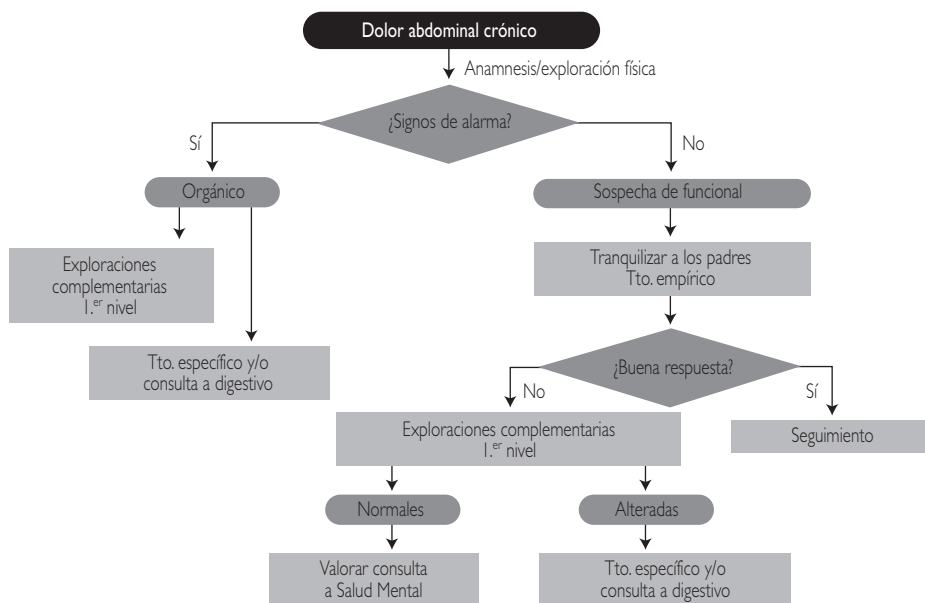 Dolor abdominal crónico
Anamnesis/exploración física
¿Signos de alarma?
Sí
No
Orgánico
Sospecha de funcional
Exploraciones
complementarias
1.er nivel
Tranquilizar a los padres
Tto. empírico
Tto. específico y/o
consulta a digestivo
¿Buena respuesta?
No
Sí
Exploraciones complementarias
1.er nivel
Seguimiento
Normales
Alteradas
Valorar consulta
a Salud Mental
Tto. específico y/o
consulta a digestivo